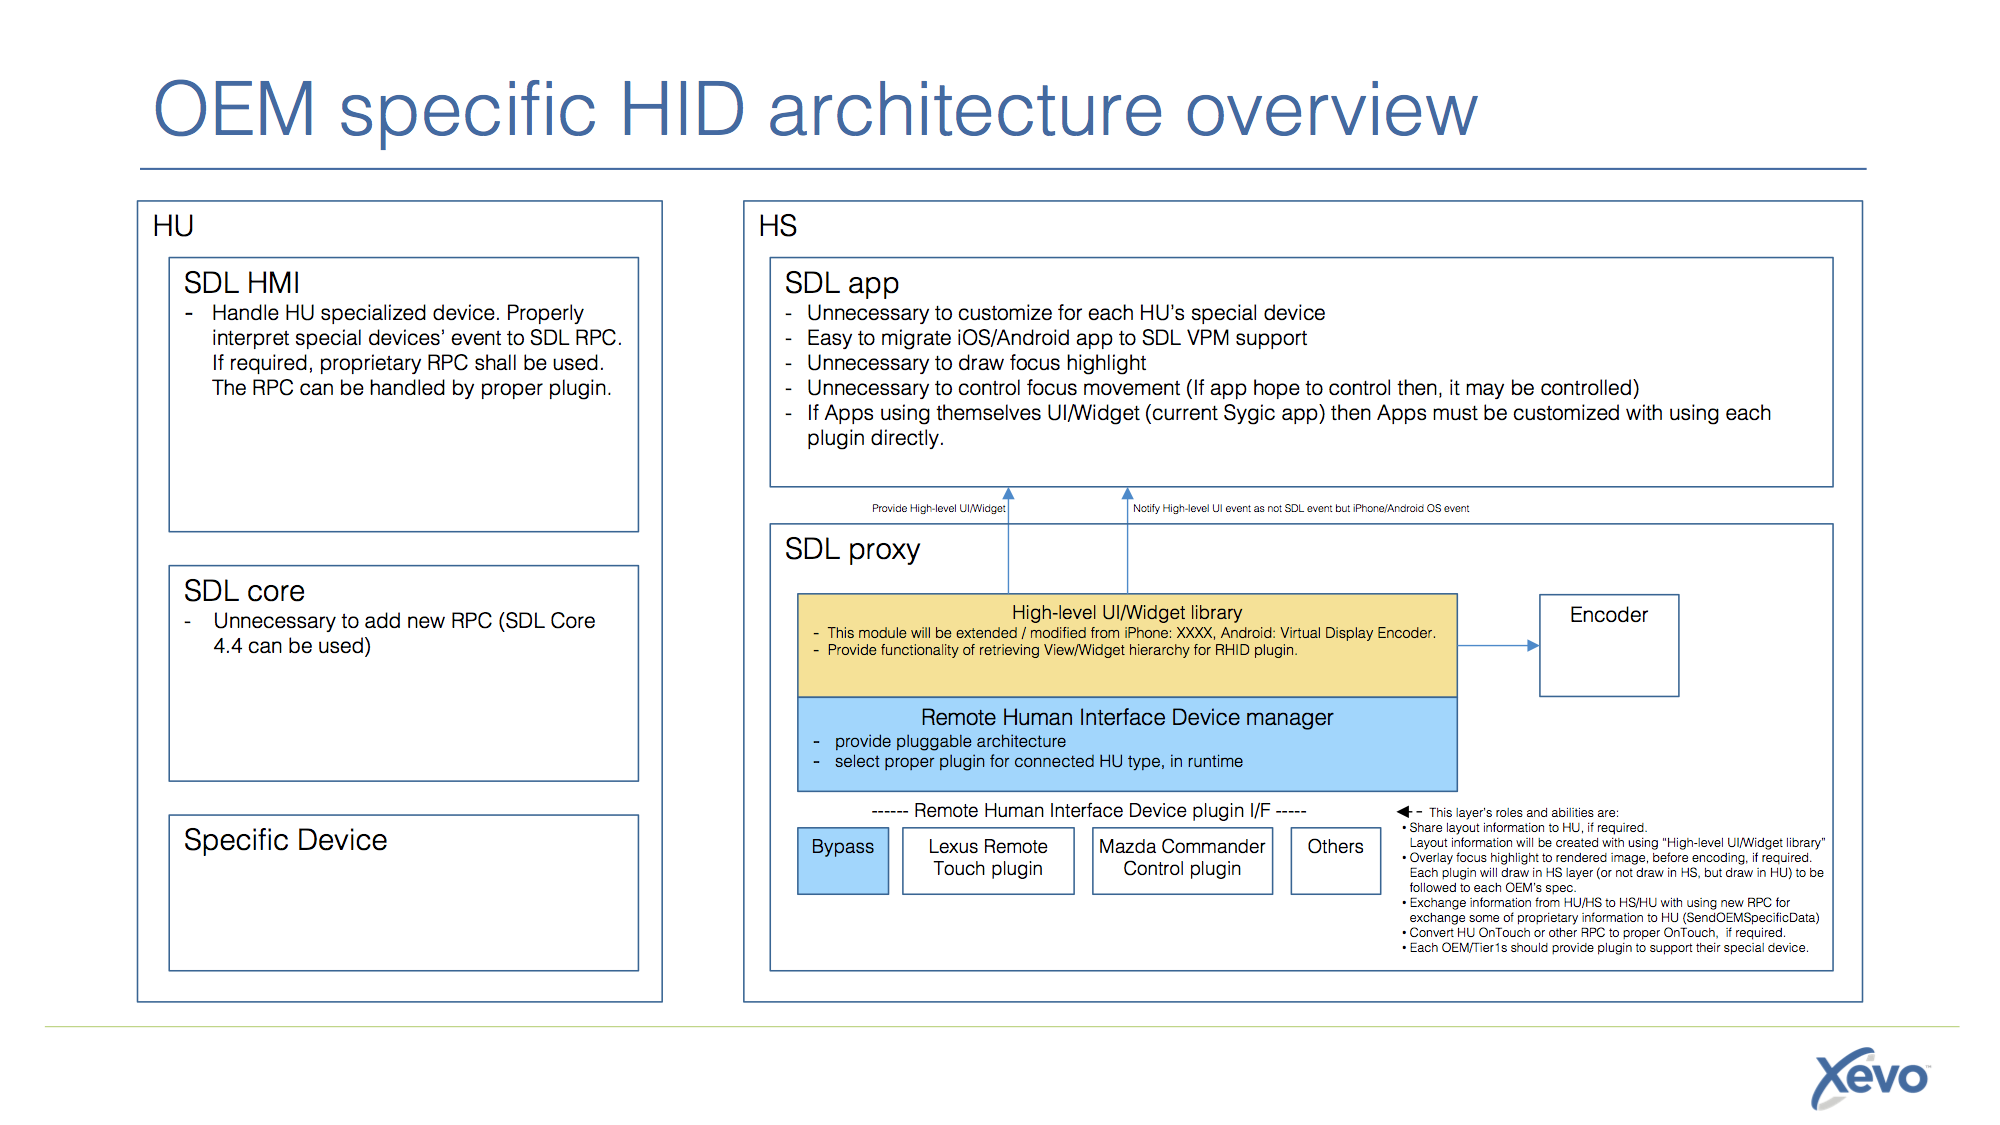 OEM specific HID architecture overview
HU
SDL HMI
- Handle HU specialized device. Properly
interpret special devices’ event to SDL RPC.
If required, proprietary RPC shall be used.
The RPC can be handled by proper plugin.
SDL core
- Unnecessary to add new RPC (SDL Core
4.4 can be used)
Specific Device
HS
SDL app
- Unnecessary to customize for each HU’s special device
- Easy to migrate iOS/Android app to SDL VPM support
- Unnecessary to draw focus highlight
- Unnecessary to control focus movement (If app hope to control then, it may be controlled)
- If Apps using themselves UI/Widget (current Sygic app) then Apps must be customized with using each
plugin directly.
Provide High-level UI/Widget
Notify High-level UI event as not SDL event but iPhone/Android OS event
SDL proxy
High-level UI/Widget library
- This module will be extended / modified from iPhone: XXXX, Android: Virtual Display Encoder.
- Provide functionality of retrieving View/Widget hierarchy for RHID plugin.
Encoder
Remote Human Interface Device manager
- provide pluggable architecture
- select proper plugin for connected HU type, in runtime
------ Remote Human Interface Device plugin I/F -----
Bypass
Lexus Remote
Touch plugin
Mazda Commander
Control plugin
Others
This layer’s roles and abilities are:
• Share layout information to HU, if required.
Layout information will be created with using “High-level UI/Widget library”
• Overlay focus highlight to rendered image, before encoding, if required.
Each plugin will draw in HS layer (or not draw in HS, but draw in HU) to be
followed to each OEM’s spec.
• Exchange information from HU/HS to HS/HU with using new RPC for
exchange some of proprietary information to HU (SendOEMSpecificData)
• Convert HU OnTouch or other RPC to proper OnTouch, if required.
• Each OEM/Tier1s should provide plugin to support their special device.
Xevo™